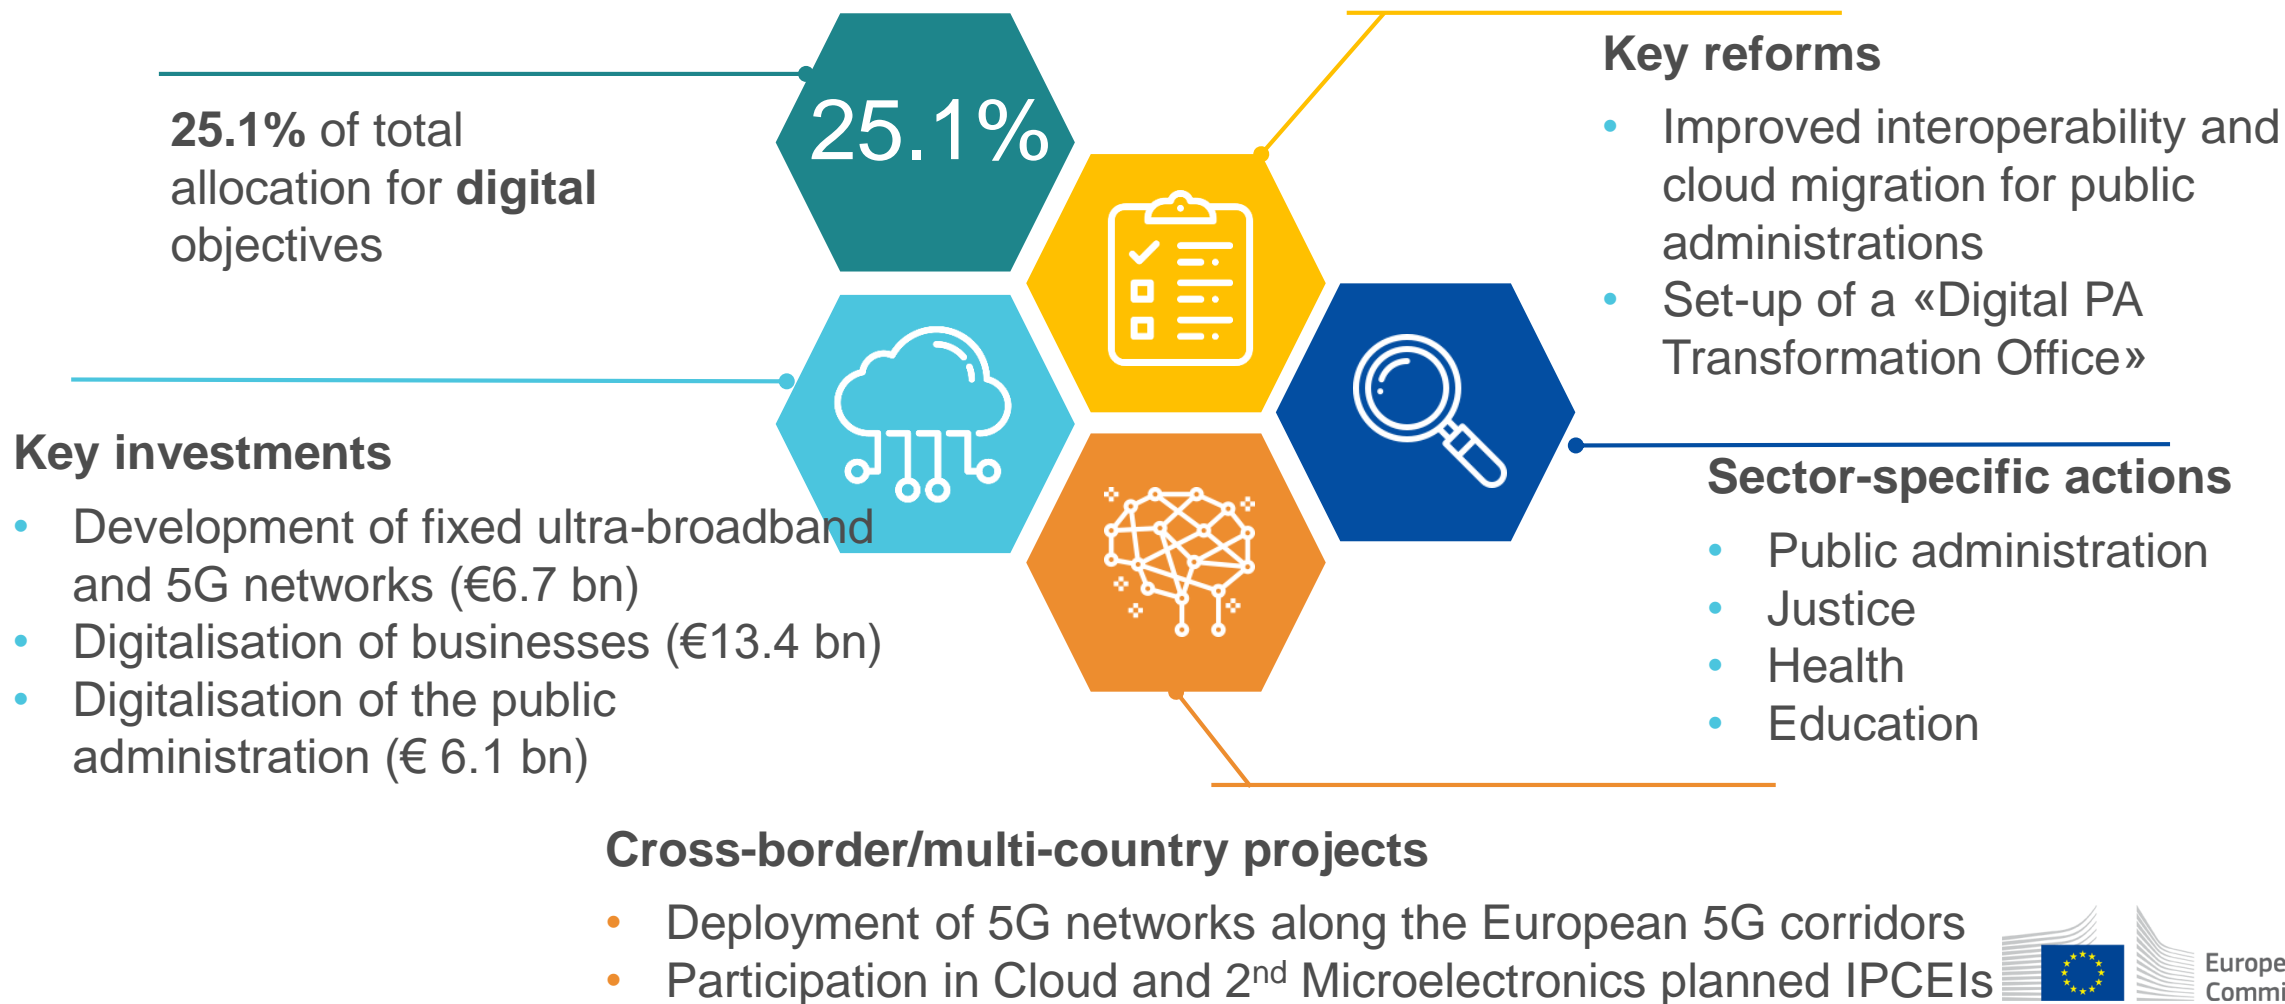 25.1% of total
allocation for digital
objectives
25.1%
Key reforms
• Improved interoperability and
cloud migration for public
administrations
• Set-up of a «Digital PA
Transformation Office»
Key investments
• Development of fixed ultra-broadband
and 5G networks (€6.7 bn)
• Digitalisation of businesses (€13.4 bn)
• Digitalisation of the public
administration (€ 6.1 bn)
Sector-specific actions
• Public administration
• Justice
• Health
• Education
Cross-border/multi-country projects
• Deployment of 5G networks along the European 5G corridors
• Participation in Cloud and 2nd Microelectronics planned IPCEIs
Europe
Commi